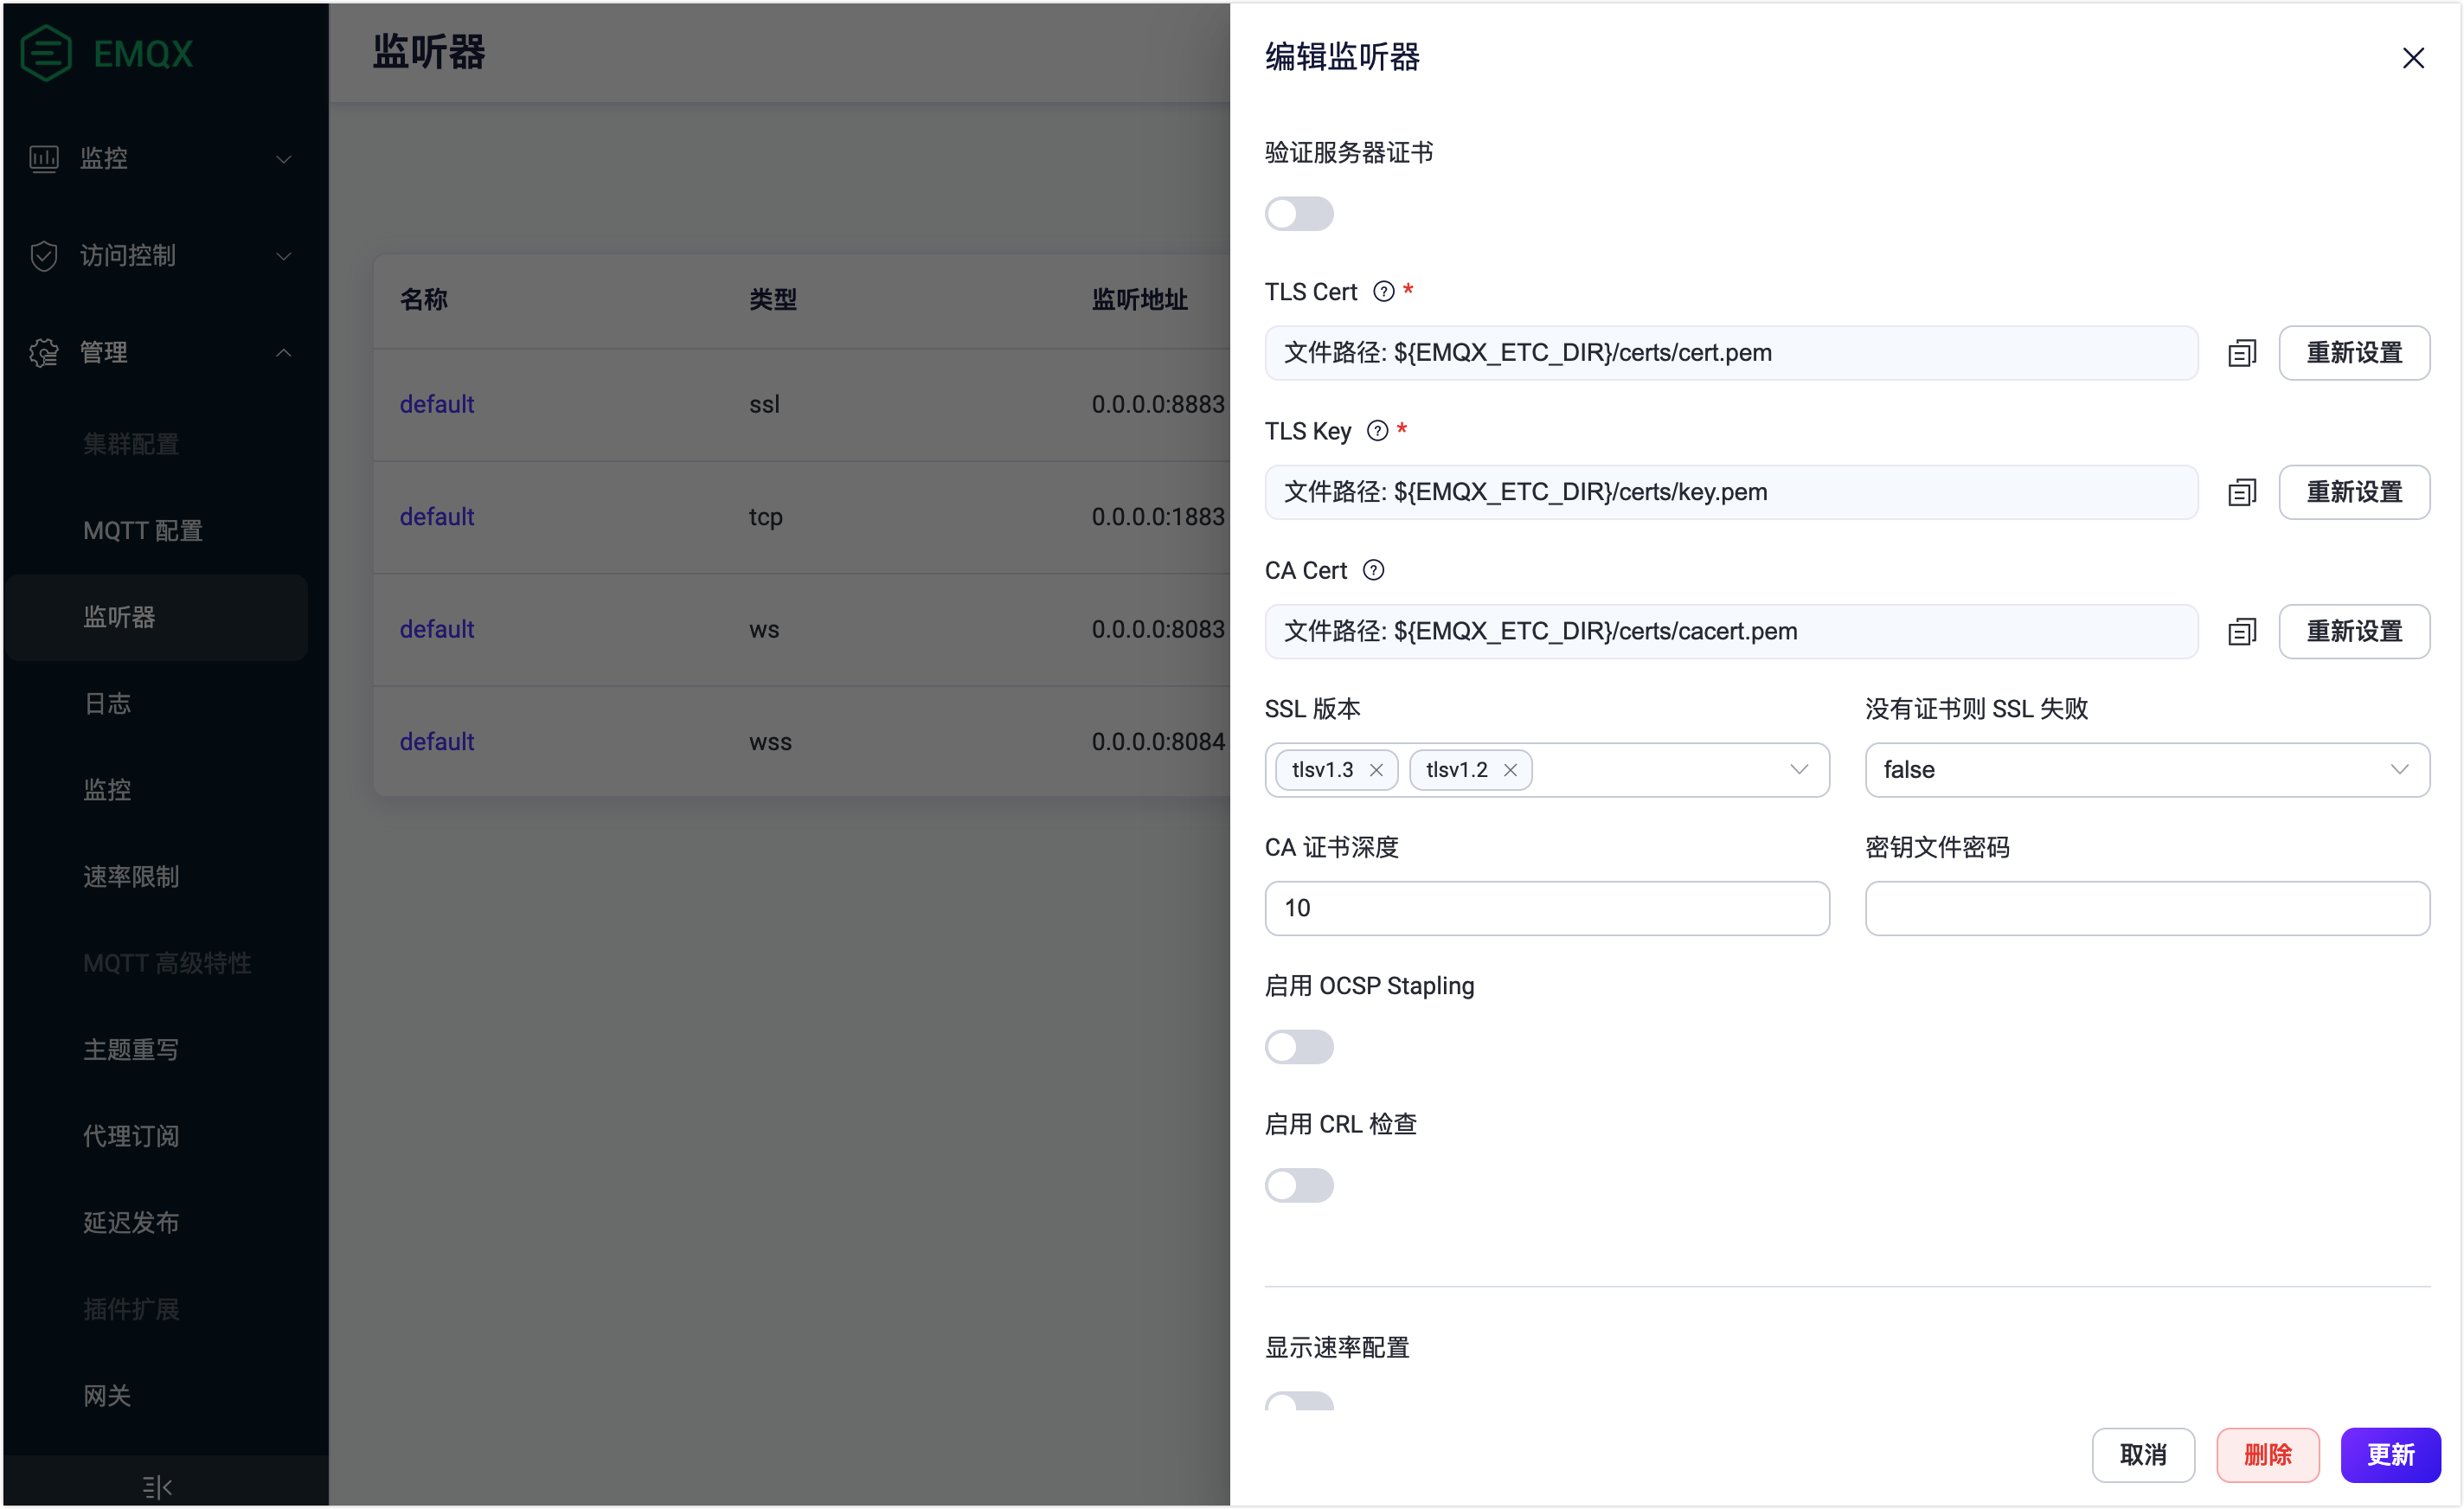 EMQX
监控
访问控制
管理
集群配置
MQTT 配置
监听器
日志
监控
速率限制
MQTT 高级特性
主题重写
代理订阅
延迟发布
插件扩展
网关
监听器
名称 类型 监听地址
default ssl 0.0.0.0:8883
default tcp 0.0.0.0:1883
default ws 0.0.0.0:8083
default wss 0.0.0.0:8084
编辑监听器
验证服务器证书
TLS Cert ? *
文件路径: ${EMQX_ETC_DIR}/certs/cert.pem 重新设置
TLS Key ? *
文件路径: ${EMQX_ETC_DIR}/certs/key.pem 重新设置
CA Cert ?
文件路径: ${EMQX_ETC_DIR}/certs/cacert.pem 重新设置
SSL 版本 没有证书则 SSL 失败
tlsv1.3 tlsv1.2 false
CA 证书深度 密钥文件密码
10
启用 OCSP Stapling
启用 CRL 检查
显示速率配置
取消 删除 更新